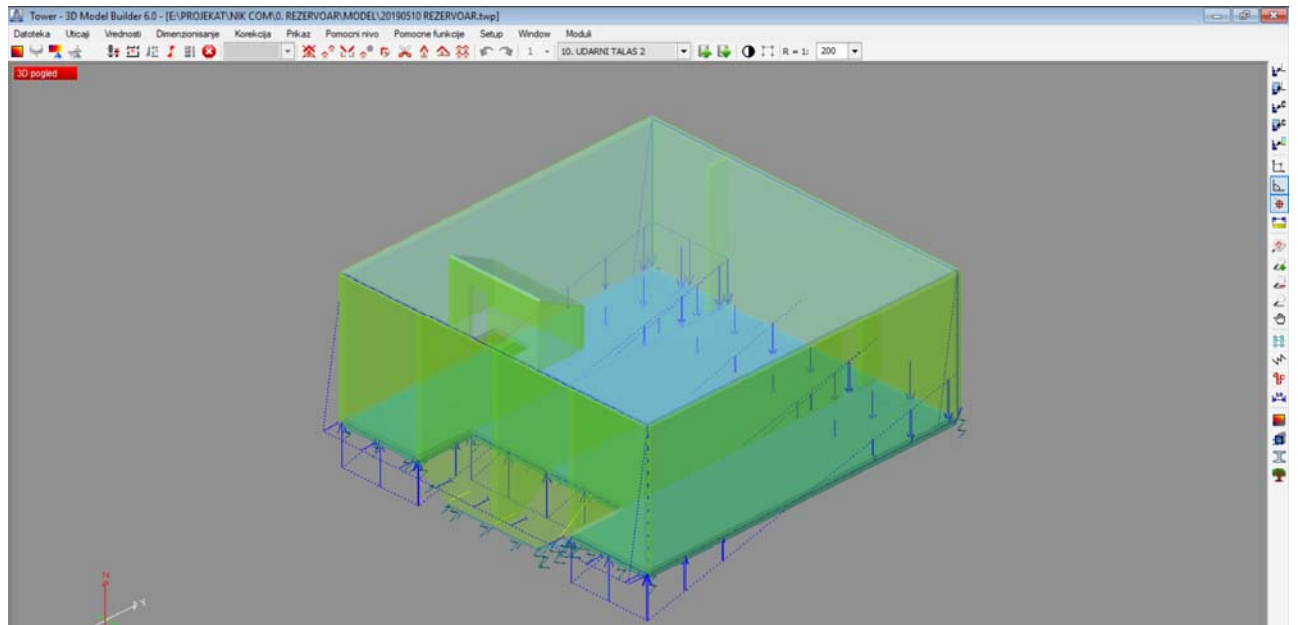 Tower - 3D Model Builder 6.0 - [E:\PROJEKAT\NIK COM\0. REZERVOAR\MODEL\20190510 REZERVOAR.twp]
Datoteka Uticaji Vrednosti Dimenzionisanje Korekcija Prikaz Pomocni nivo Pomocne funkcije Setup Window Moduli
1 10. UDARNI TALAS 2 R = 1: 200
3D pogled
Z
Y